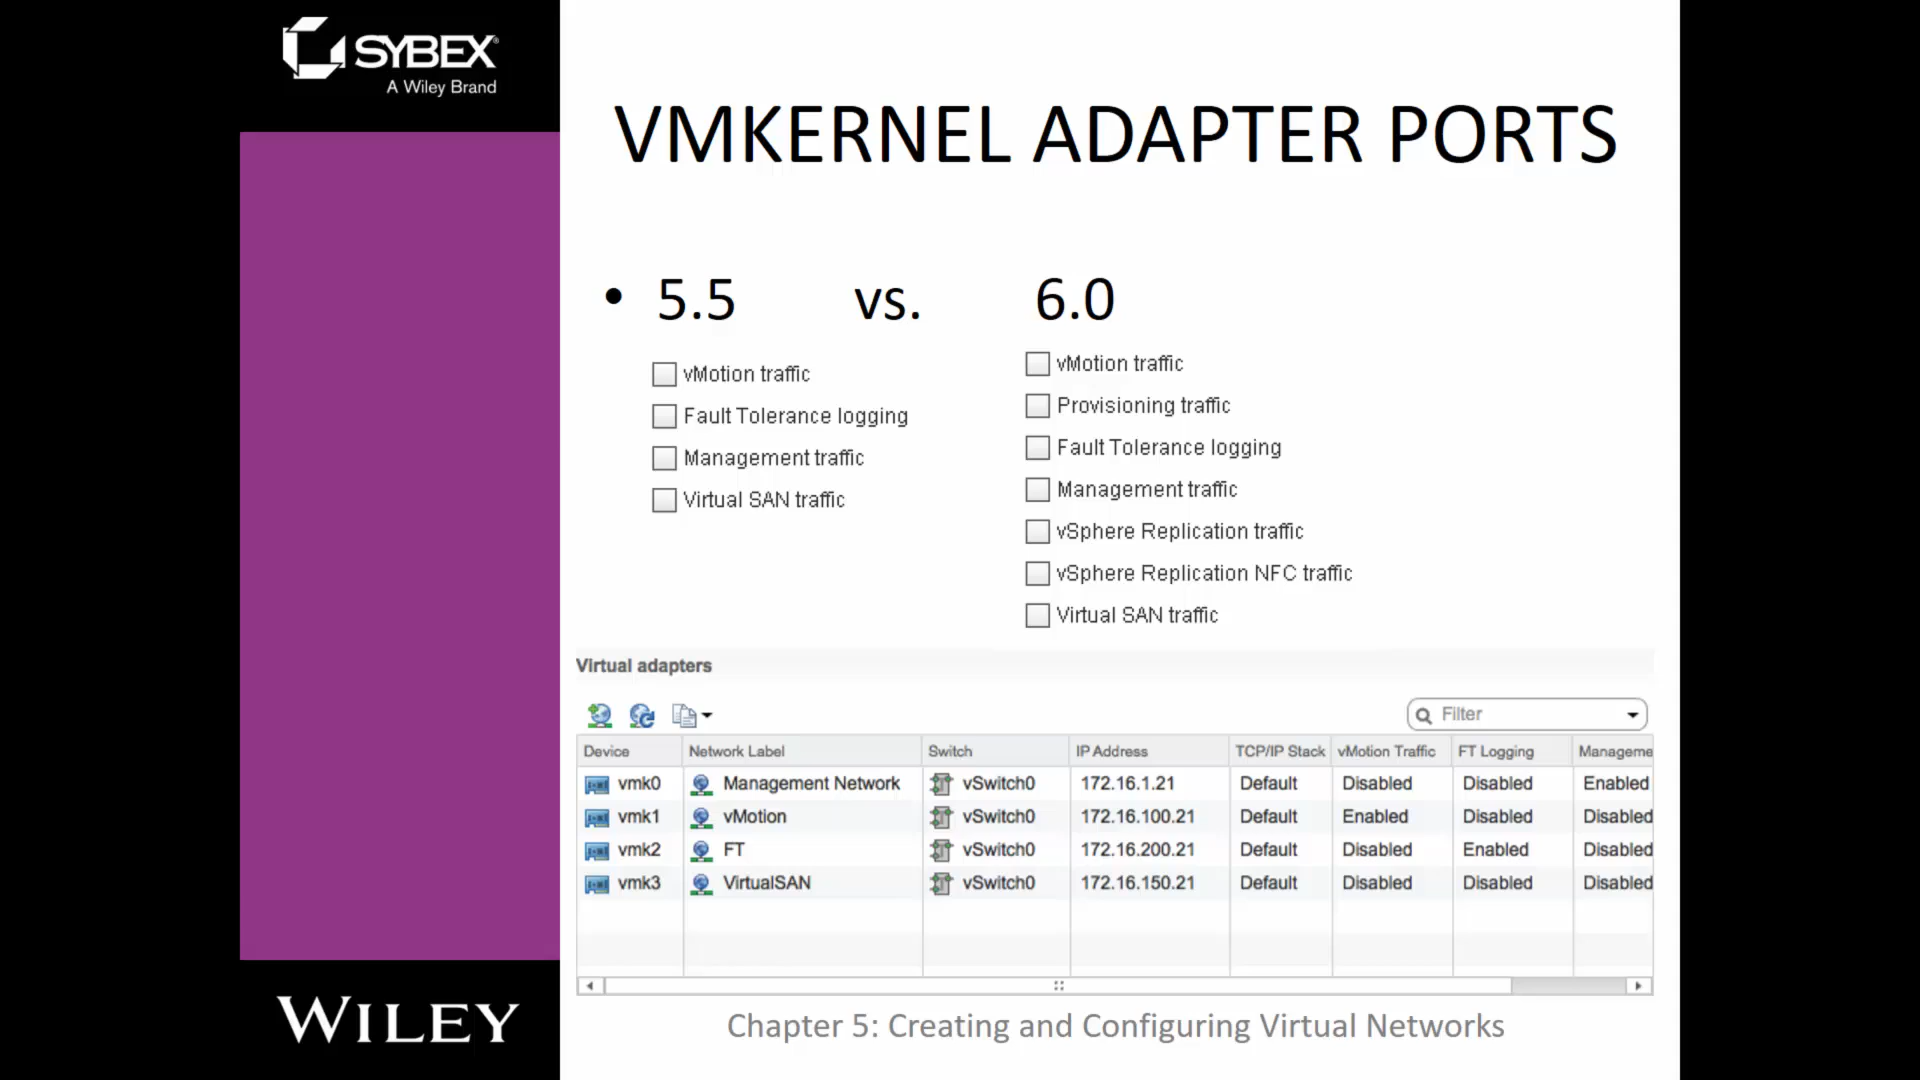 SYBEX®
A Wiley Brand
VMKERNEL ADAPTER PORTS
• 5.5 vs. 6.0
vMotion traffic
Fault Tolerance logging
Management traffic
Virtual SAN traffic
vMotion traffic
Provisioning traffic
Fault Tolerance logging
Management traffic
vSphere Replication traffic
vSphere Replication NFC traffic
Virtual SAN traffic
Virtual adapters
Filter
Device Network Label Switch IP Address TCP/IP Stack vMotion Traffic FT Logging Manageme
vmk0 Management Network vSwitch0 172.16.1.21 Default Disabled Disabled Enabled
vmk1 vMotion vSwitch0 172.16.100.21 Default Enabled Disabled Disabled
vmk2 FT vSwitch0 172.16.200.21 Default Disabled Enabled Disabled
vmk3 VirtualSAN vSwitch0 172.16.150.21 Default Disabled Disabled Disabled
WILEY
Chapter 5: Creating and Configuring Virtual Networks